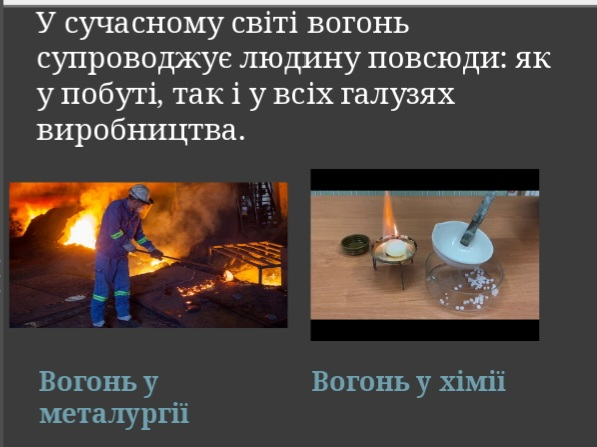 У сучасному світі вогонь
супроводжує людину повсюди: як
у побуті, так і у всіх галузях
виробництва.
Вогонь у
металургії
Вогонь у хімії